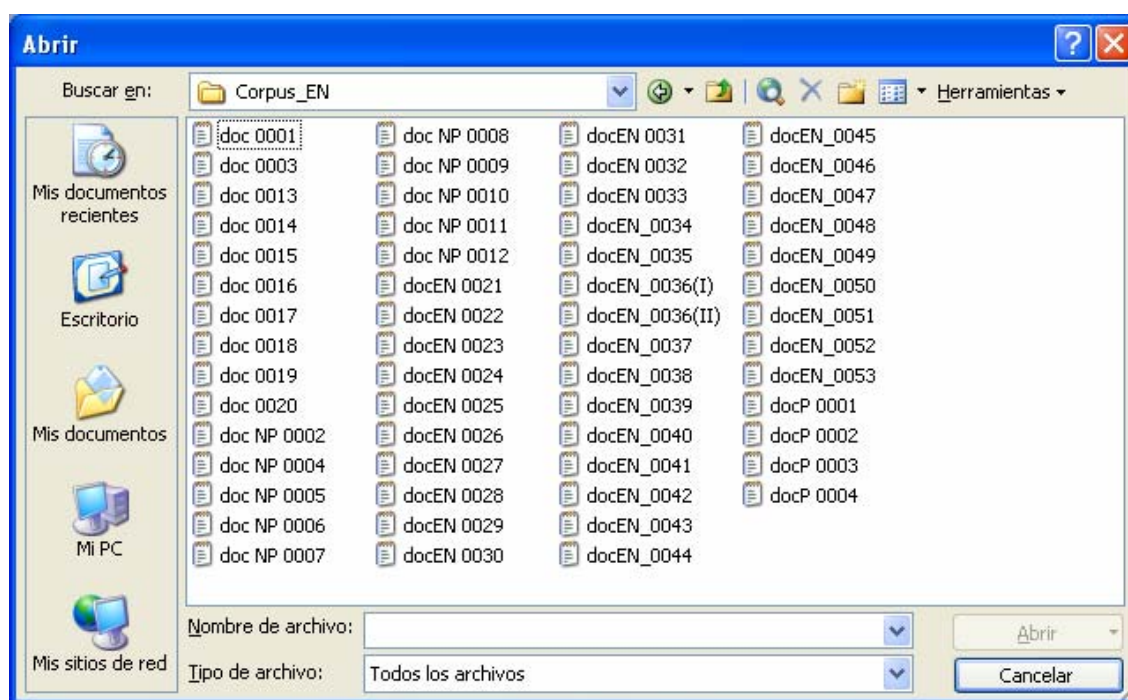 Abrir
Buscar en:
Corpus_EN
Herramientas
Mis documentos
recientes
Escritorio
Mis documentos
Mi PC
Mis sitios de red
doc 0001
doc 0003
doc 0013
doc 0014
doc 0015
doc 0016
doc 0017
doc 0018
doc 0019
doc 0020
doc NP 0002
doc NP 0004
doc NP 0005
doc NP 0006
doc NP 0007
doc NP 0008
doc NP 0009
doc NP 0010
doc NP 0011
doc NP 0012
docEN 0021
docEN 0022
docEN 0023
docEN 0024
docEN 0025
docEN 0026
docEN 0027
docEN 0028
docEN 0029
docEN 0030
docEN 0031
docEN 0032
docEN 0033
docEN_0034
docEN_0035
docEN_0036(I)
docEN_0036(II)
docEN_0037
docEN_0038
docEN_0039
docEN_0040
docEN_0041
docEN_0042
docEN_0043
docEN_0044
docEN_0045
docEN_0046
docEN_0047
docEN_0048
docEN_0049
docEN_0050
docEN_0051
docEN_0052
docEN_0053
docP 0001
docP 0002
docP 0003
docP 0004
Nombre de archivo:
Abrir
Tipo de archivo:
Todos los archivos
Cancelar